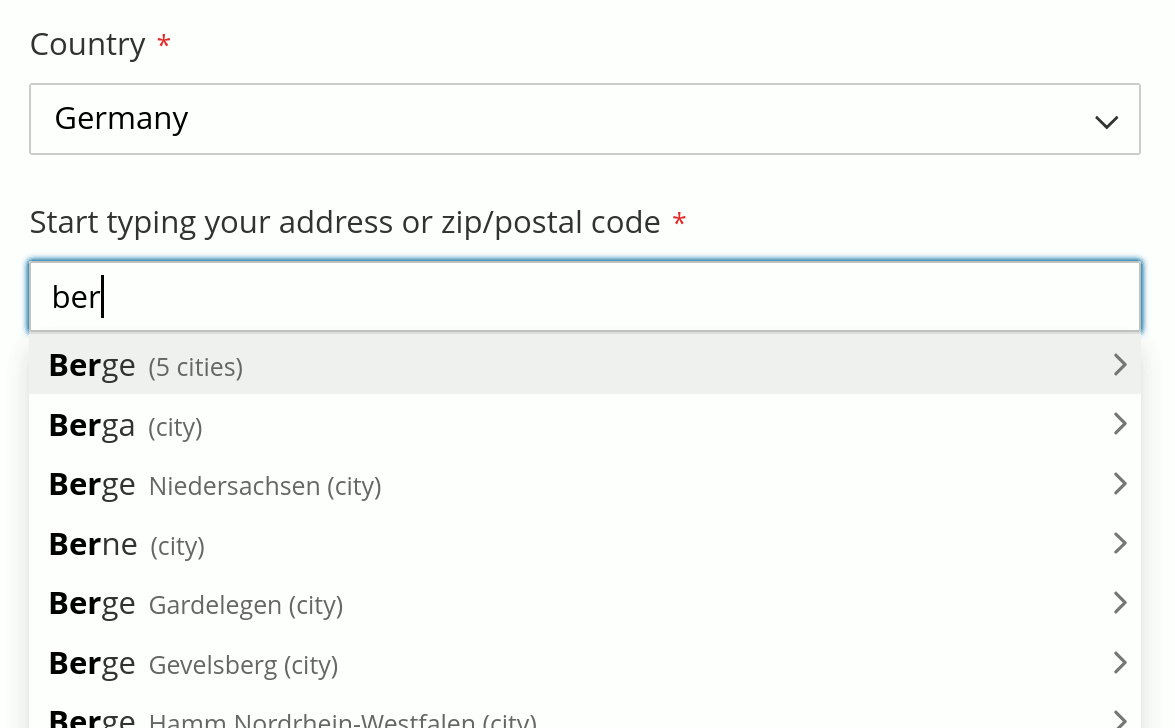 Country *
Germany
Start typing your address or zip/postal code *
ber
Berge (5 cities)
Berga (city)
Berge Niedersachsen (city)
Berne (city)
Berge Gardelegen (city)
Berge Gevelsberg (city)
Berge Hamm Nordrhein-Westfalen (city)